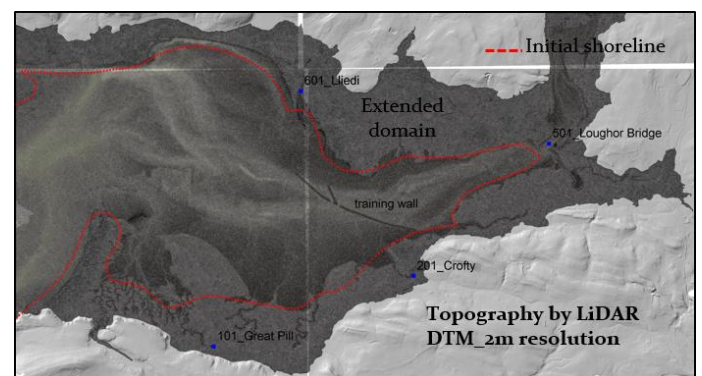 Initial shoreline
601_Lliedi
Extended
domain
501_Loughor Bridge
training wall
201_Crofty
Topography by LiDAR
DTM_2m resolution
101_Great Pill